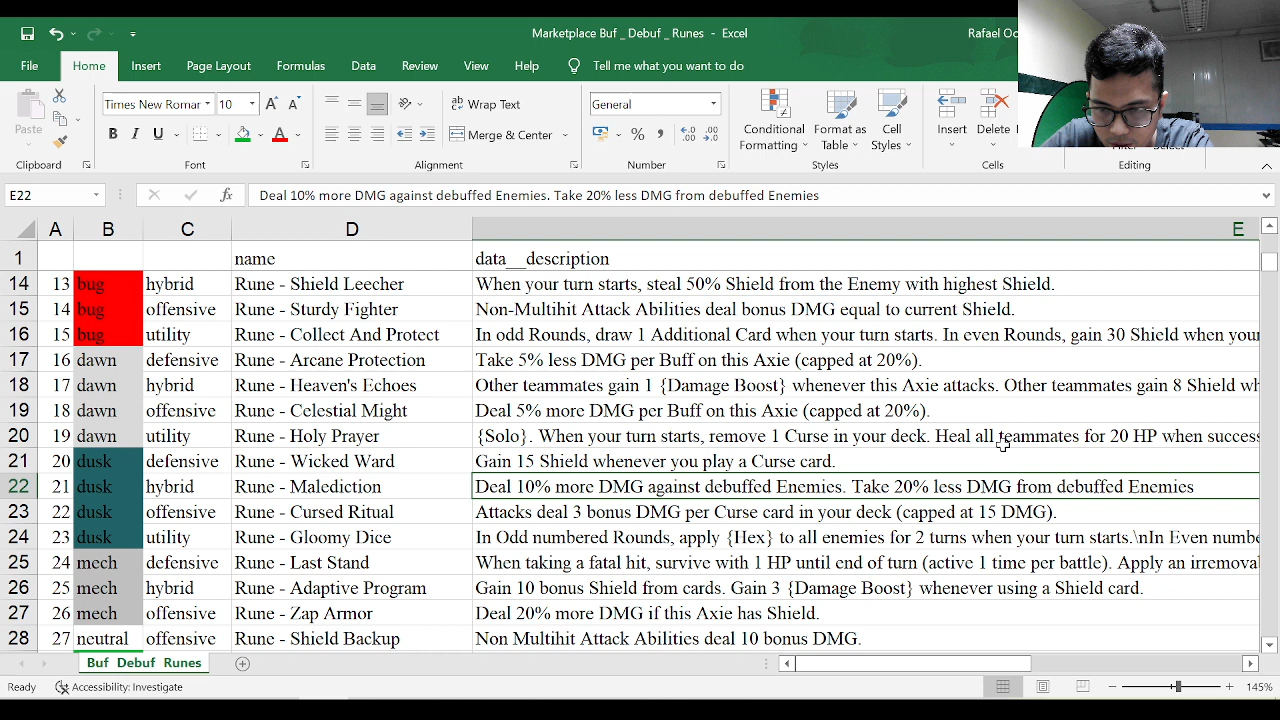 Marketplace Buf _ Debuf _ Runes - Excel
Rafael Oc
File Home Insert Page Layout Formulas Data Review View Help Tell me what you want to do
Times New Romar 10
Wrap Text
General
Paste
B I U
Merge & Center
Conditional Formatting
Format as Table
Cell Styles
Insert
Delete
Clipboard Font Alignment Number Styles Cells Editing
E22
fx
Deal 10% more DMG against debuffed Enemies. Take 20% less DMG from debuffed Enemies
A B C D E
1 name data__description
14 13 bug hybrid Rune - Shield Leecher When your turn starts, steal 50% Shield from the Enemy with highest Shield.
15 14 bug offensive Rune - Sturdy Fighter Non-Multihit Attack Abilities deal bonus DMG equal to current Shield.
16 15 bug utility Rune - Collect And Protect In odd Rounds, draw 1 Additional Card when your turn starts. In even Rounds, gain 30 Shield when you
17 16 dawn defensive Rune - Arcane Protection Take 5% less DMG per Buff on this Axie (capped at 20%).
18 17 dawn hybrid Rune - Heaven's Echoes Other teammates gain 1 {Damage Boost} whenever this Axie attacks. Other teammates gain 8 Shield wh
19 18 dawn offensive Rune - Celestial Might Deal 5% more DMG per Buff on this Axie (capped at 20%).
20 19 dawn utility Rune - Holy Prayer {Solo}. When your turn starts, remove 1 Curse in your deck. Heal all teammates for 20 HP when success
21 20 dusk defensive Rune - Wicked Ward Gain 15 Shield whenever you play a Curse card.
22 21 dusk hybrid Rune - Malediction Deal 10% more DMG against debuffed Enemies. Take 20% less DMG from debuffed Enemies
23 22 dusk offensive Rune - Cursed Ritual Attacks deal 3 bonus DMG per Curse card in your deck (capped at 15 DMG).
24 23 dusk utility Rune - Gloomy Dice In Odd numbered Rounds, apply {Hex} to all enemies for 2 turns when your turn starts.\nIn Even numbe
25 24 mech defensive Rune - Last Stand When taking a fatal hit, survive with 1 HP until end of turn (active 1 time per battle). Apply an irremova
26 25 mech hybrid Rune - Adaptive Program Gain 10 bonus Shield from cards. Gain 3 {Damage Boost} whenever using a Shield card.
27 26 mech offensive Rune - Zap Armor Deal 20% more DMG if this Axie has Shield.
28 27 neutral offensive Rune - Shield Backup Non Multihit Attack Abilities deal 10 bonus DMG.
Buf_Debuf_Runes
Ready Accessibility: Investigate 145%